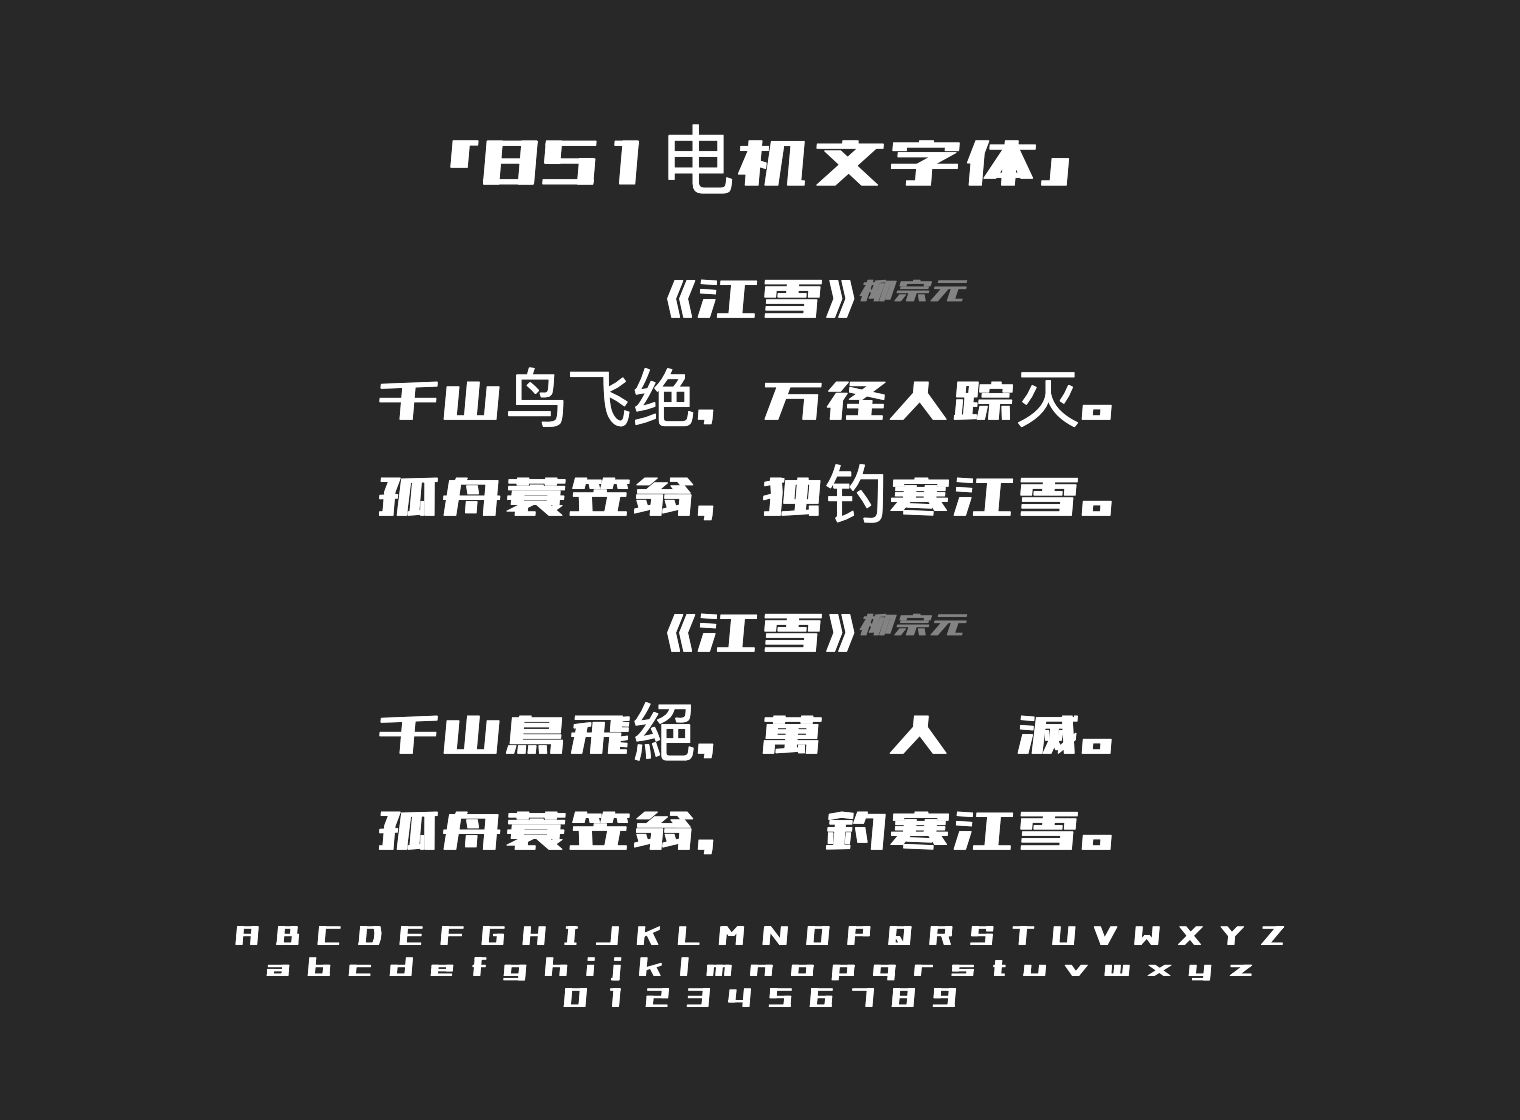 「851电机文字体」
《江雪》柳宗元
千山鸟飞绝，万径人踪灭。
孤舟蓑笠翁，独钓寒江雪。
《江雪》柳宗元
千山鳥飛絕，萬　人　滅。
孤舟蓑笠翁，　釣寒江雪。
A B C D E F G H I J K L M N O P Q R S T U V W X Y Z
a b c d e f g h i j k l m n o p q r s t u v w x y z
0 1 2 3 4 5 6 7 8 9